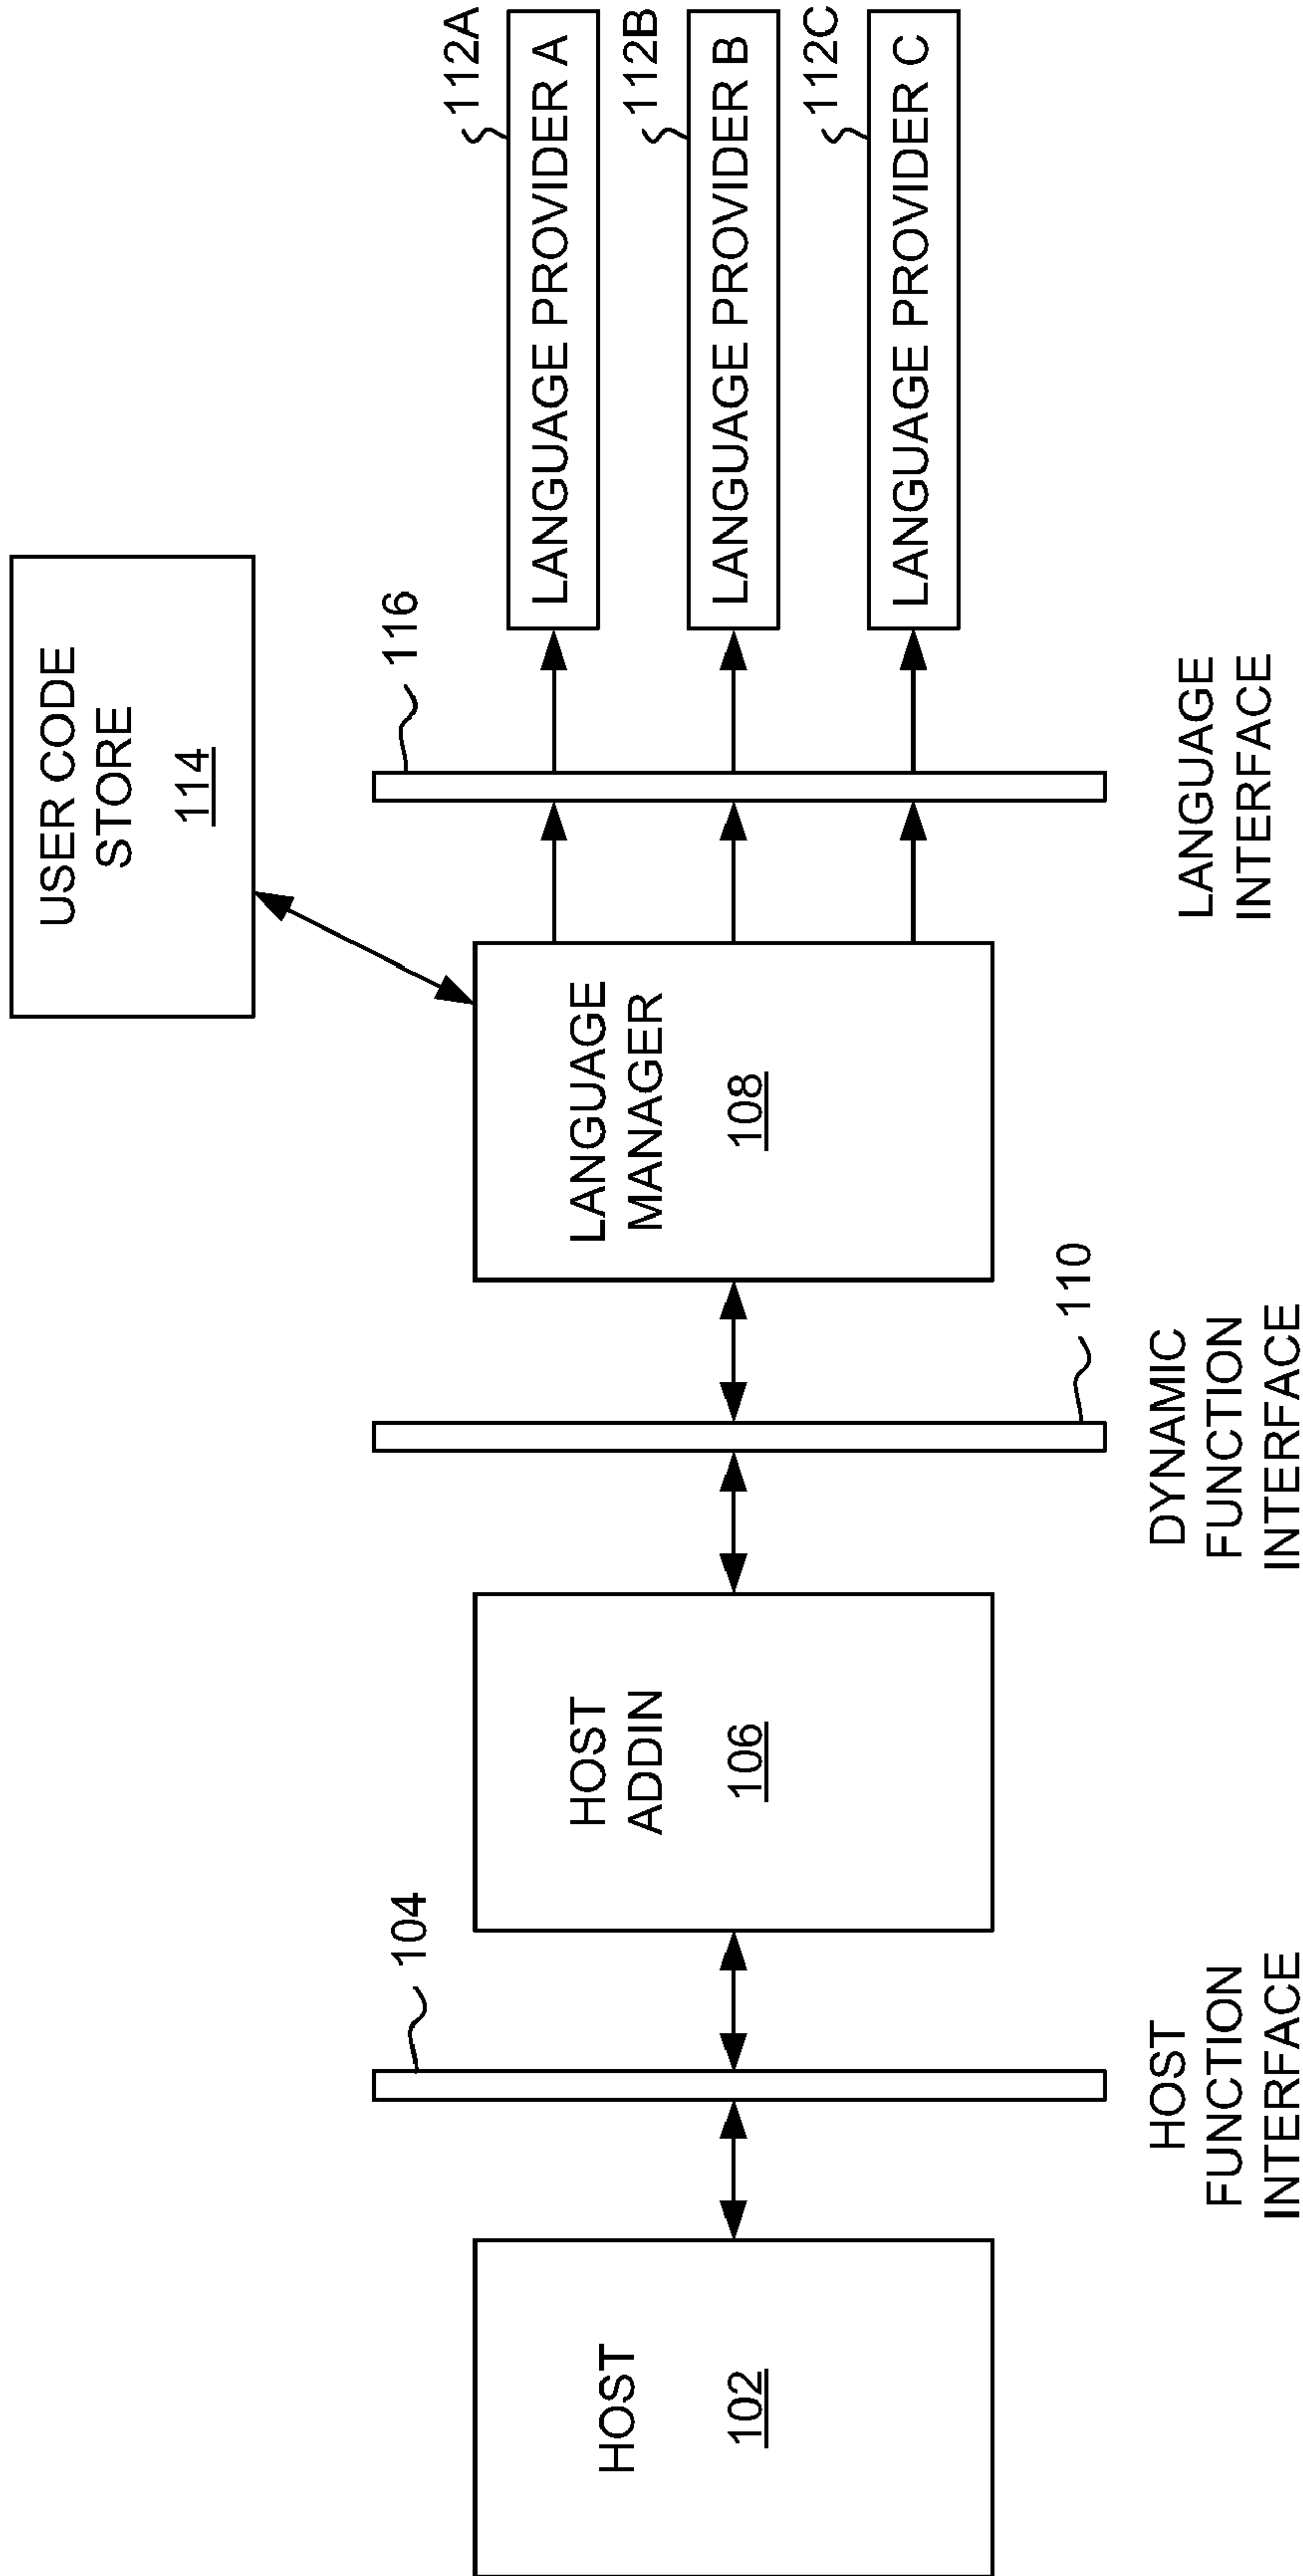 USER CODE
STORE
114
116
112A
LANGUAGE PROVIDER A
112B
LANGUAGE PROVIDER B
112C
LANGUAGE PROVIDER C
LANGUAGE
MANAGER
108
HOST
ADDIN
106
HOST
102
104
110
HOST
FUNCTION
INTERFACE
DYNAMIC
FUNCTION
INTERFACE
LANGUAGE
INTERFACE